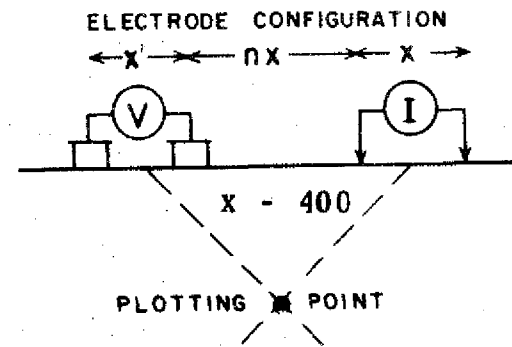 ELECTRODE CONFIGURATION
x nx x
V I
x - 400
PLOTTING POINT